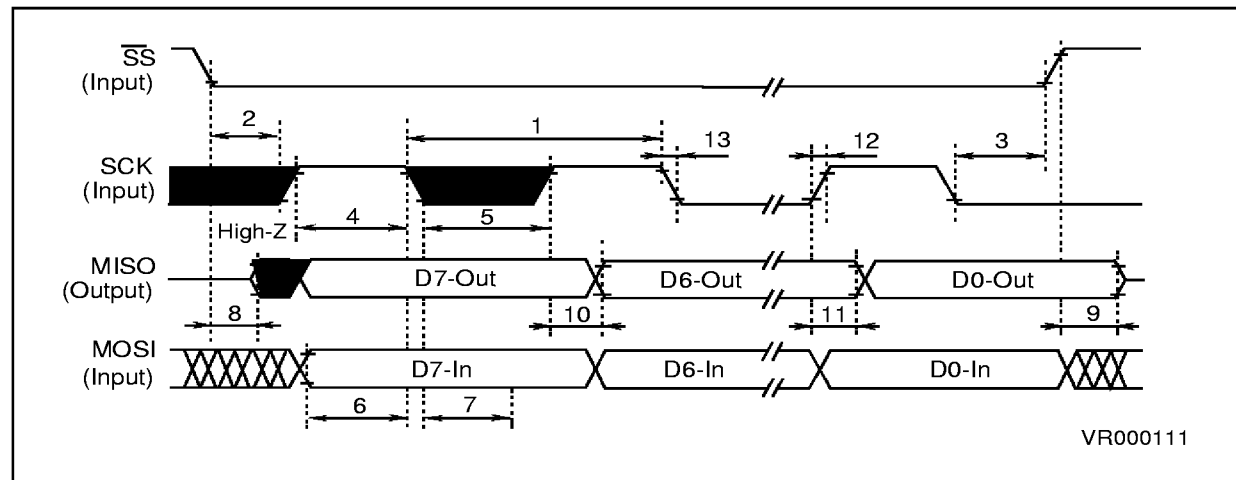 SS
(Input)
2
1
13
12
3
SCK
(Input)
High-Z
4
5
MISO
(Output)
D7-Out
D6-Out
D0-Out
8
10
11
9
MOSI
(Input)
D7-In
D6-In
D0-In
6
7
VR000111